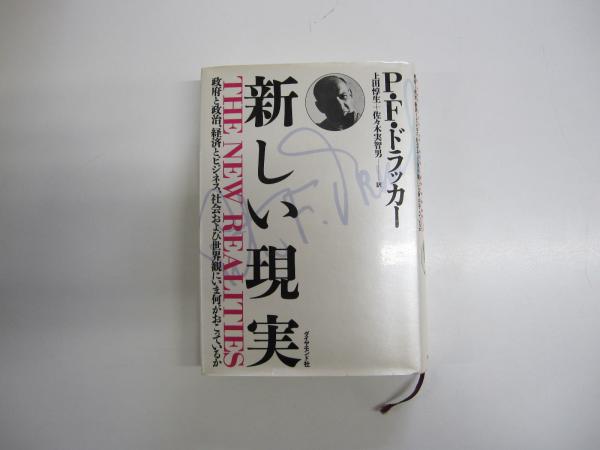 P・F・ドラッカー
上田惇生+佐々木実智男――訳
新しい現実
THE NEW REALITIES
政府と政治、経済とビジネス、社会および世界観にいま何がおこっているか
ダイヤモンド社